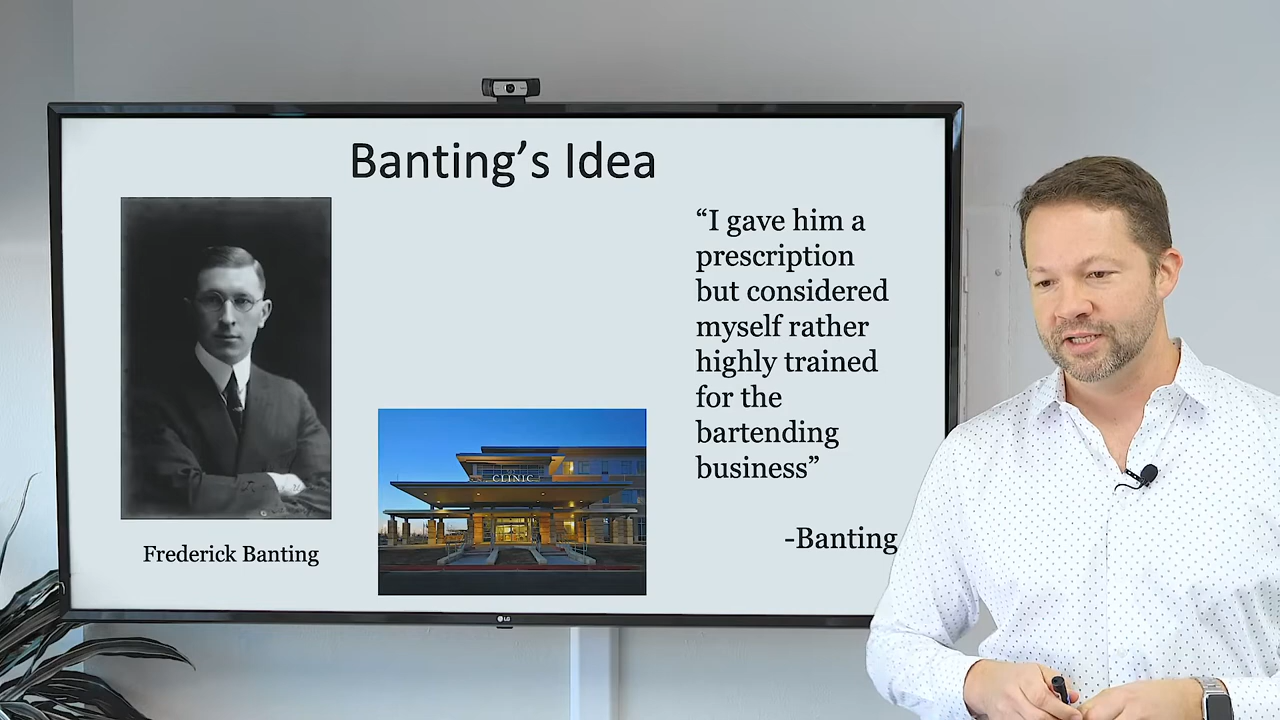 Banting’s Idea
“I gave him a
prescription
but considered
myself rather
highly trained
for the
bartending
business”
-Banting
CLINIC
Frederick Banting
LG